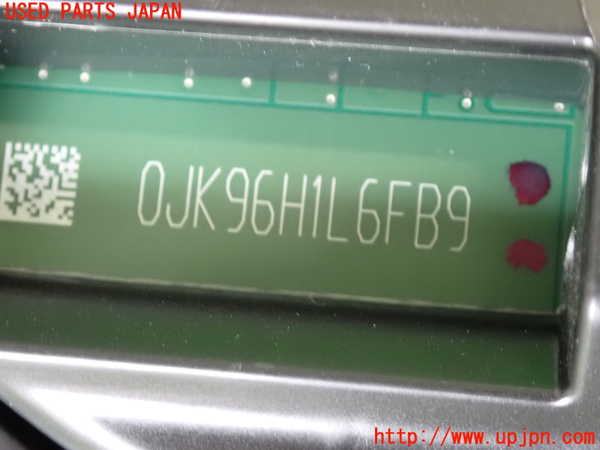 USED PARTS JAPAN
0JK96H1L6FB9
http://www.upjpn.com